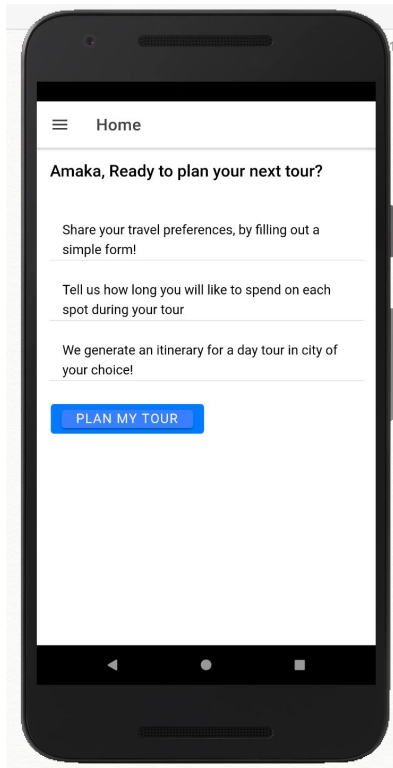 Home
Amaka, Ready to plan your next tour?
Share your travel preferences, by filling out a
simple form!
Tell us how long you will like to spend on each
spot during your tour
We generate an itinerary for a day tour in city of
your choice!
PLAN MY TOUR